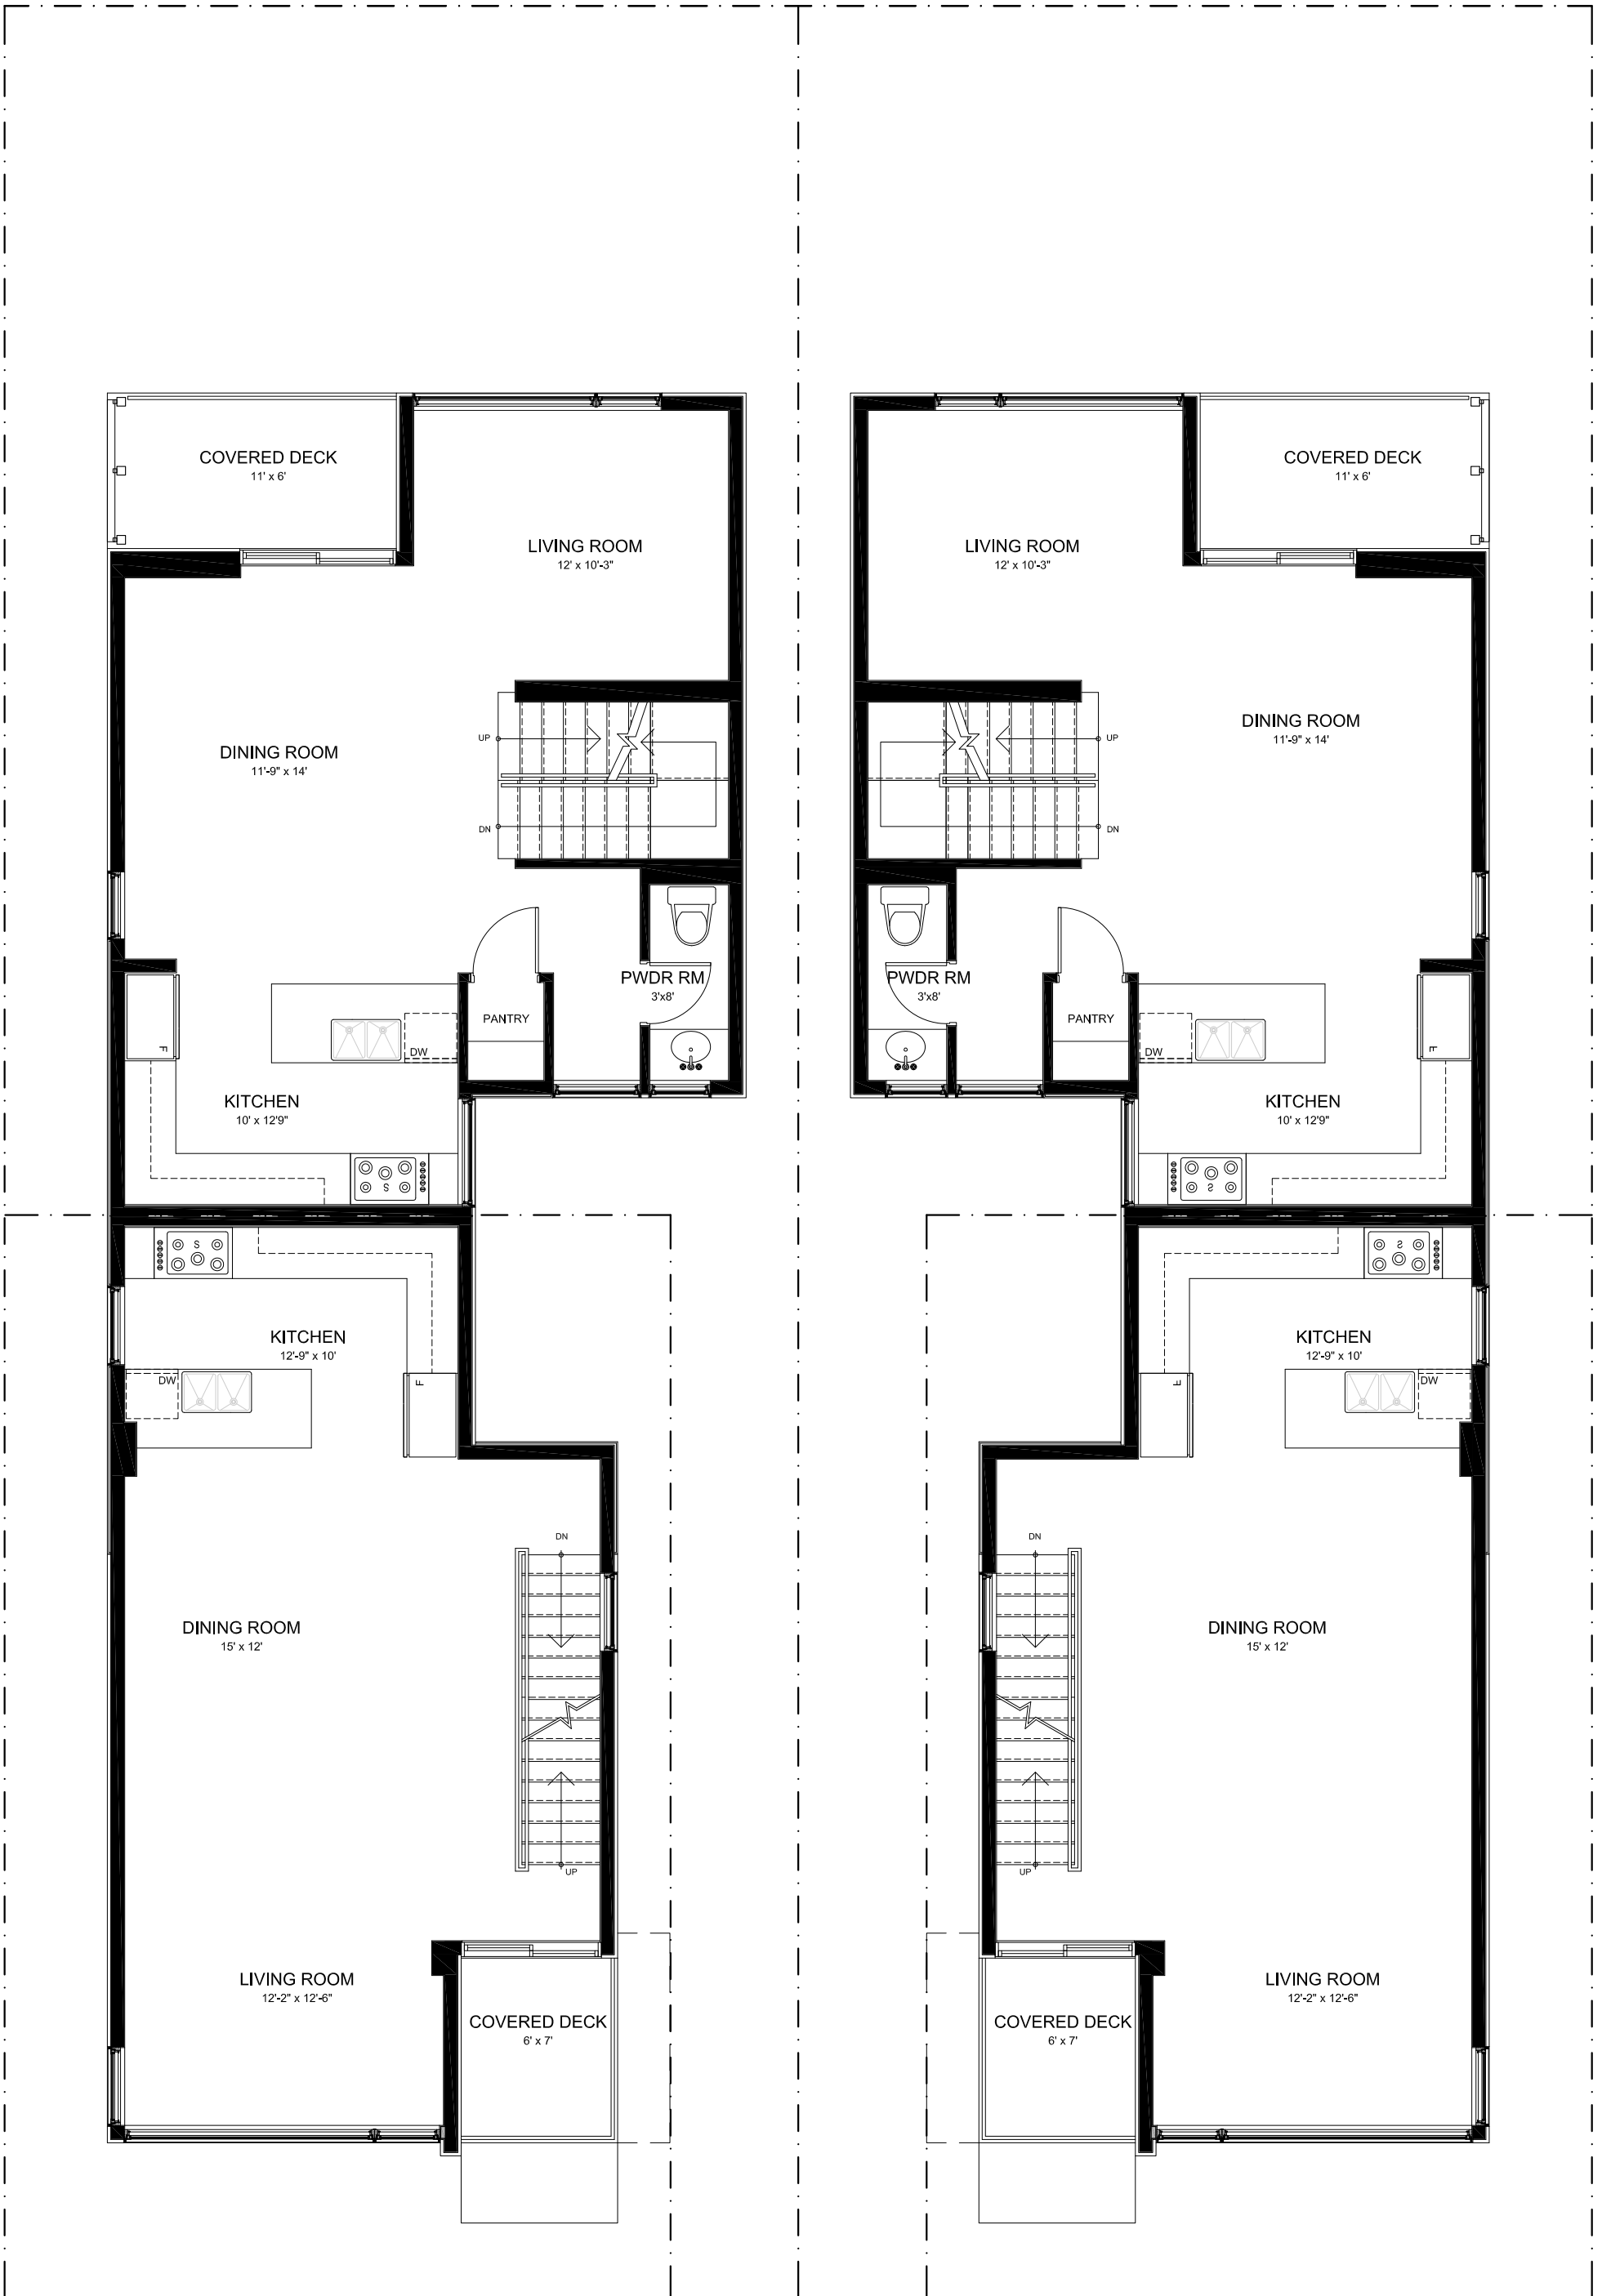 COVERED DECK
11' x 6'
COVERED DECK
11' x 6'
LIVING ROOM
12' x 10'-3"
LIVING ROOM
12' x 10'-3"
DINING ROOM
11'-9" x 14'
UP
DN
UP
DN
DINING ROOM
11'-9" x 14'
PWDR RM
3'x8'
PWDR RM
3'x8'
PANTRY
PANTRY
F
DW
DW
F
KITCHEN
10' x 12'9"
KITCHEN
10' x 12'9"
S
S
S
S
KITCHEN
12'-9" x 10'
KITCHEN
12'-9" x 10'
DW
F
F
DW
DN
DN
DINING ROOM
15' x 12'
DINING ROOM
15' x 12'
UP
UP
LIVING ROOM
12'-2" x 12'-6"
LIVING ROOM
12'-2" x 12'-6"
COVERED DECK
6' x 7'
COVERED DECK
6' x 7'